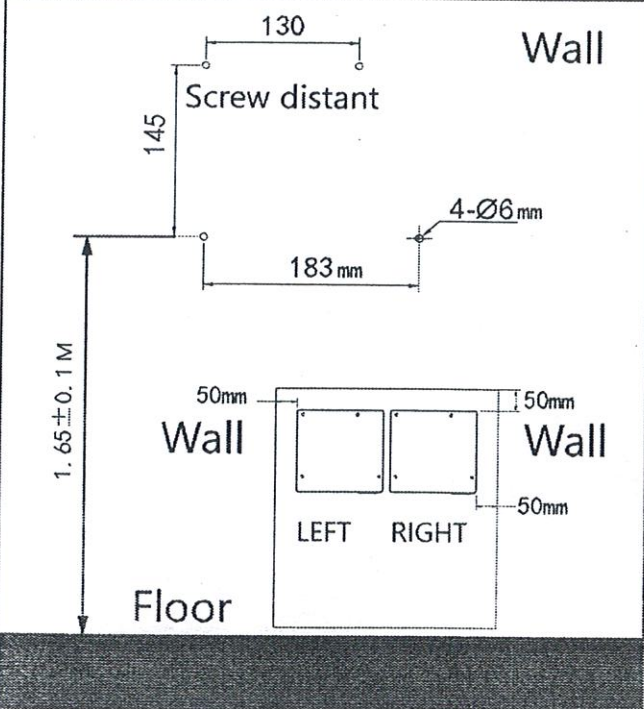 130
Wall
Screw distant
145
4-Ø6mm
183mm
1.65±0.1M
50mm
50mm
Wall
Wall
50mm
LEFT
RIGHT
Floor